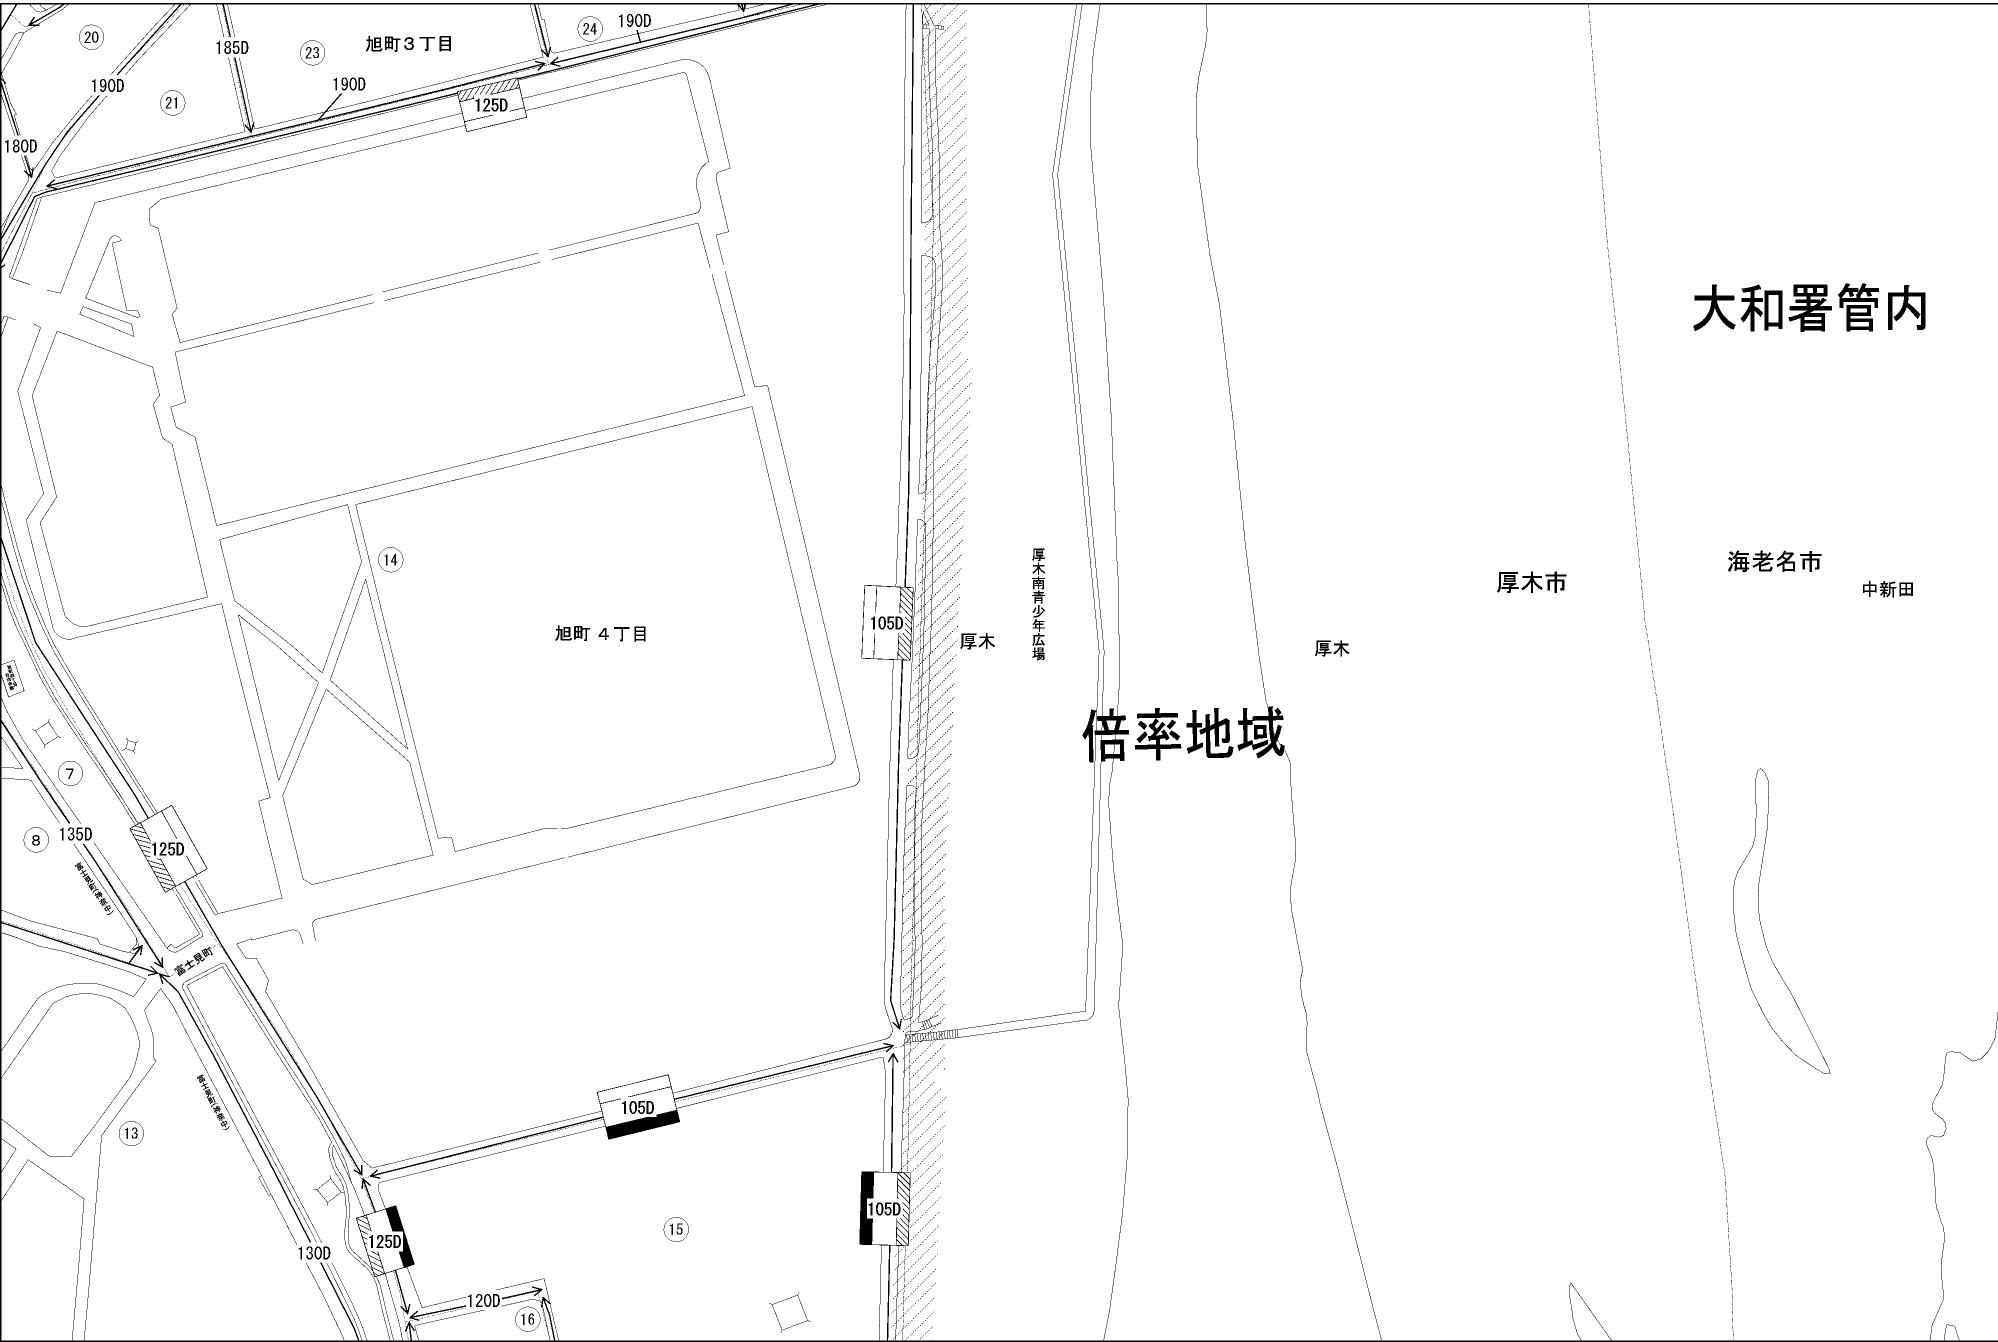 20
185D
23
旭町３丁目
24
190D
190D
21
190D
125D
180D
大和署管内
14
旭町 ４丁目
105D
厚木
厚木南青少年広場
厚木
厚木市
海老名市
中新田
倍率地域
7
8
135D
125D
富士見町
105D
13
15
105D
125D
130D
120D
16